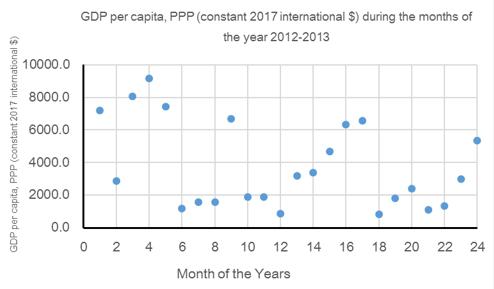 GDP per capita, PPP (constant 2017 international $) during the months of
the year 2012-2013
GDP per capita, PPP (constant 2017 international $)
10000.0
8000.0
6000.0
4000.0
2000.0
0.0
0 2 4 6 8 10 12 14 16 18 20 22 24
Month of the Years